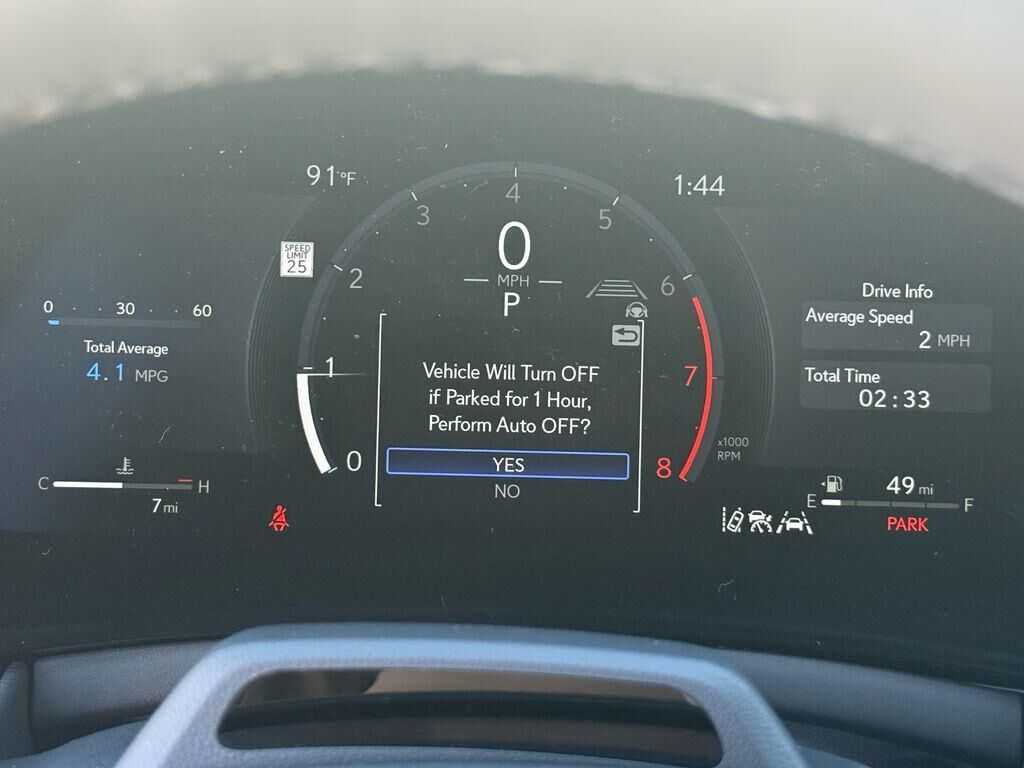 91°F
1:44
SPEED
LIMIT
25
0 30 60
Total Average
4.1 MPG
C H
7 mi
0
1
2
3
4
5
6
7
8
x1000
RPM
0
MPH
P
Vehicle Will Turn OFF
if Parked for 1 Hour,
Perform Auto OFF?
YES
NO
Drive Info
Average Speed
2 MPH
Total Time
02:33
49 mi
E F
PARK